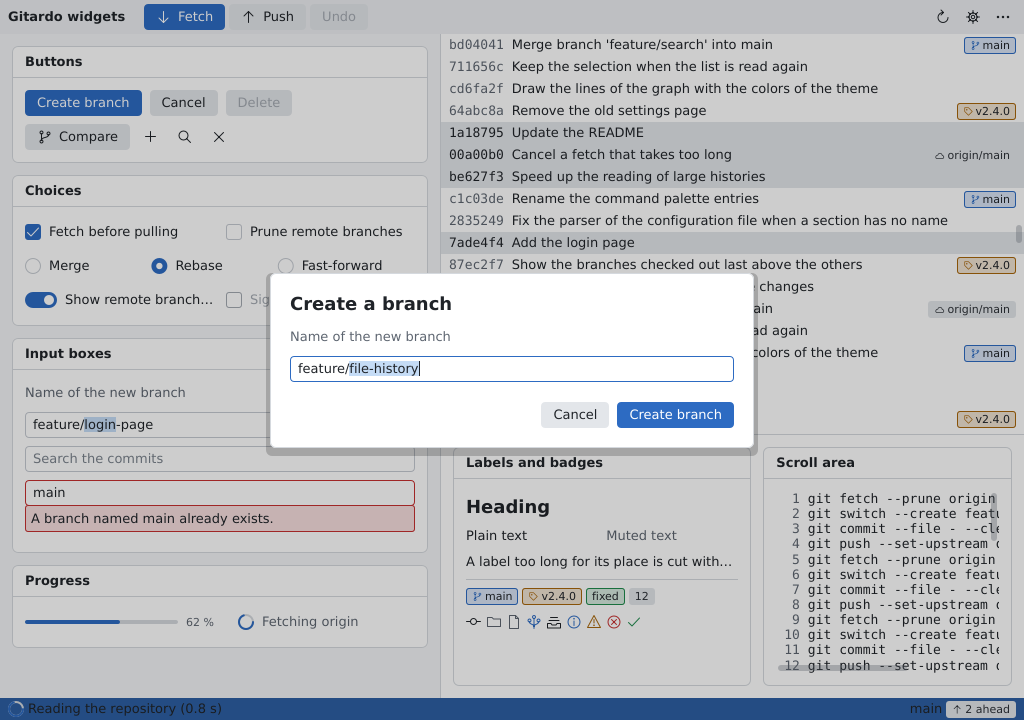 Gitardo widgets
Fetch
Push
Undo
Buttons
Create branch
Cancel
Delete
Compare
Choices
Fetch before pulling
Prune remote branches
Merge
Rebase
Fast-forward
Show remote branch…
Sig
Input boxes
Name of the new branch
feature/login-page
Search the commits
main
A branch named main already exists.
Progress
62 %
Fetching origin
bd04041 Merge branch 'feature/search' into main main
711656c Keep the selection when the list is read again
cd6fa2f Draw the lines of the graph with the colors of the theme
64abc8a Remove the old settings page v2.4.0
1a18795 Update the README
00a00b0 Cancel a fetch that takes too long origin/main
be627f3 Speed up the reading of large histories
c1c03de Rename the command palette entries main
2835249 Fix the parser of the configuration file when a section has no name
7ade4f4 Add the login page
87ec2f7 Show the branches checked out last above the others v2.4.0
changes
ain origin/main
ad again
colors of the theme main
v2.4.0
Create a branch
Name of the new branch
feature/file-history
Cancel
Create branch
Labels and badges
Heading
Plain text
Muted text
A label too long for its place is cut with…
main
v2.4.0
fixed
12
Scroll area
1 git fetch --prune origin
2 git switch --create featu
3 git commit --file - --cle
4 git push --set-upstream o
5 git fetch --prune origin
6 git switch --create featu
7 git commit --file - --cle
8 git push --set-upstream o
9 git fetch --prune origin
10 git switch --create featu
11 git commit --file - --cle
12 git push --set-upstream o
Reading the repository (0.8 s)
main
2 ahead